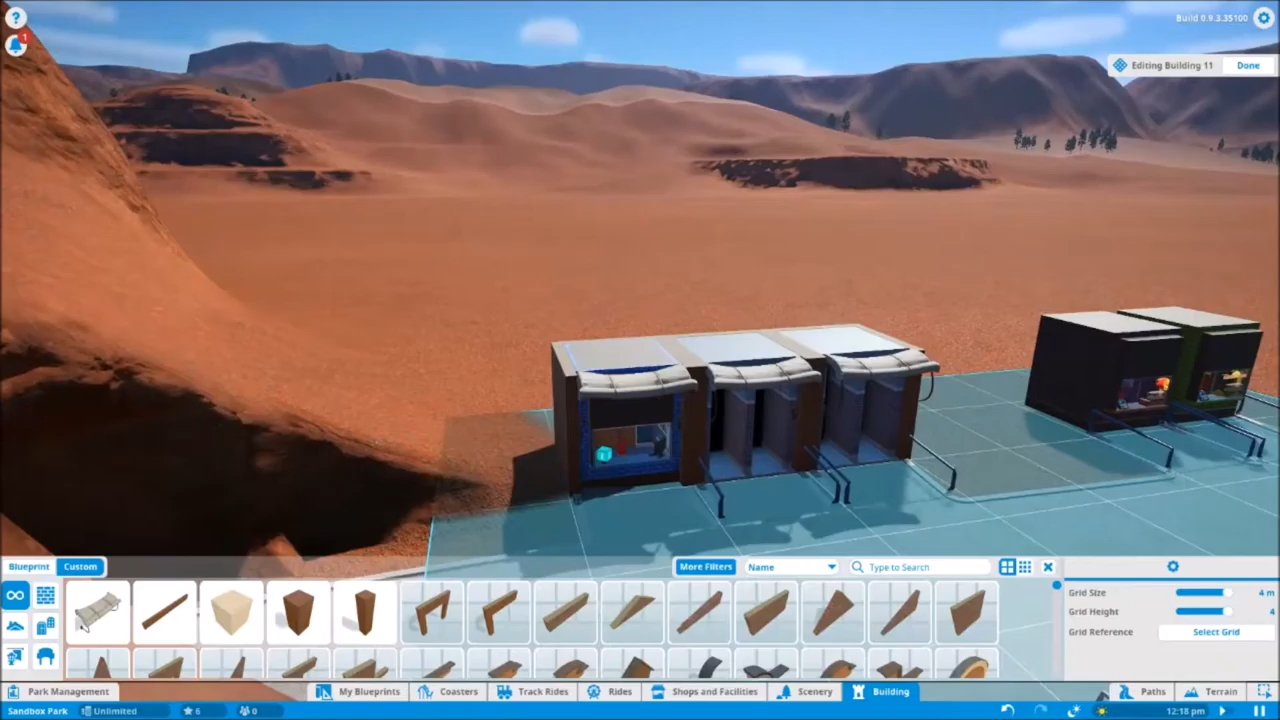 ?
1
Build 0.9.3.35100
Editing Building 11 Done
Blueprint Custom More Filters Name Type to Search
Grid Size 4 m
Grid Height 4
Grid Reference Select Grid
Park Management My Blueprints Coasters Track Rides Rides Shops and Facilities Scenery Building Paths Terrain
Sandbox Park Unlimited 6 0 12:18 pm